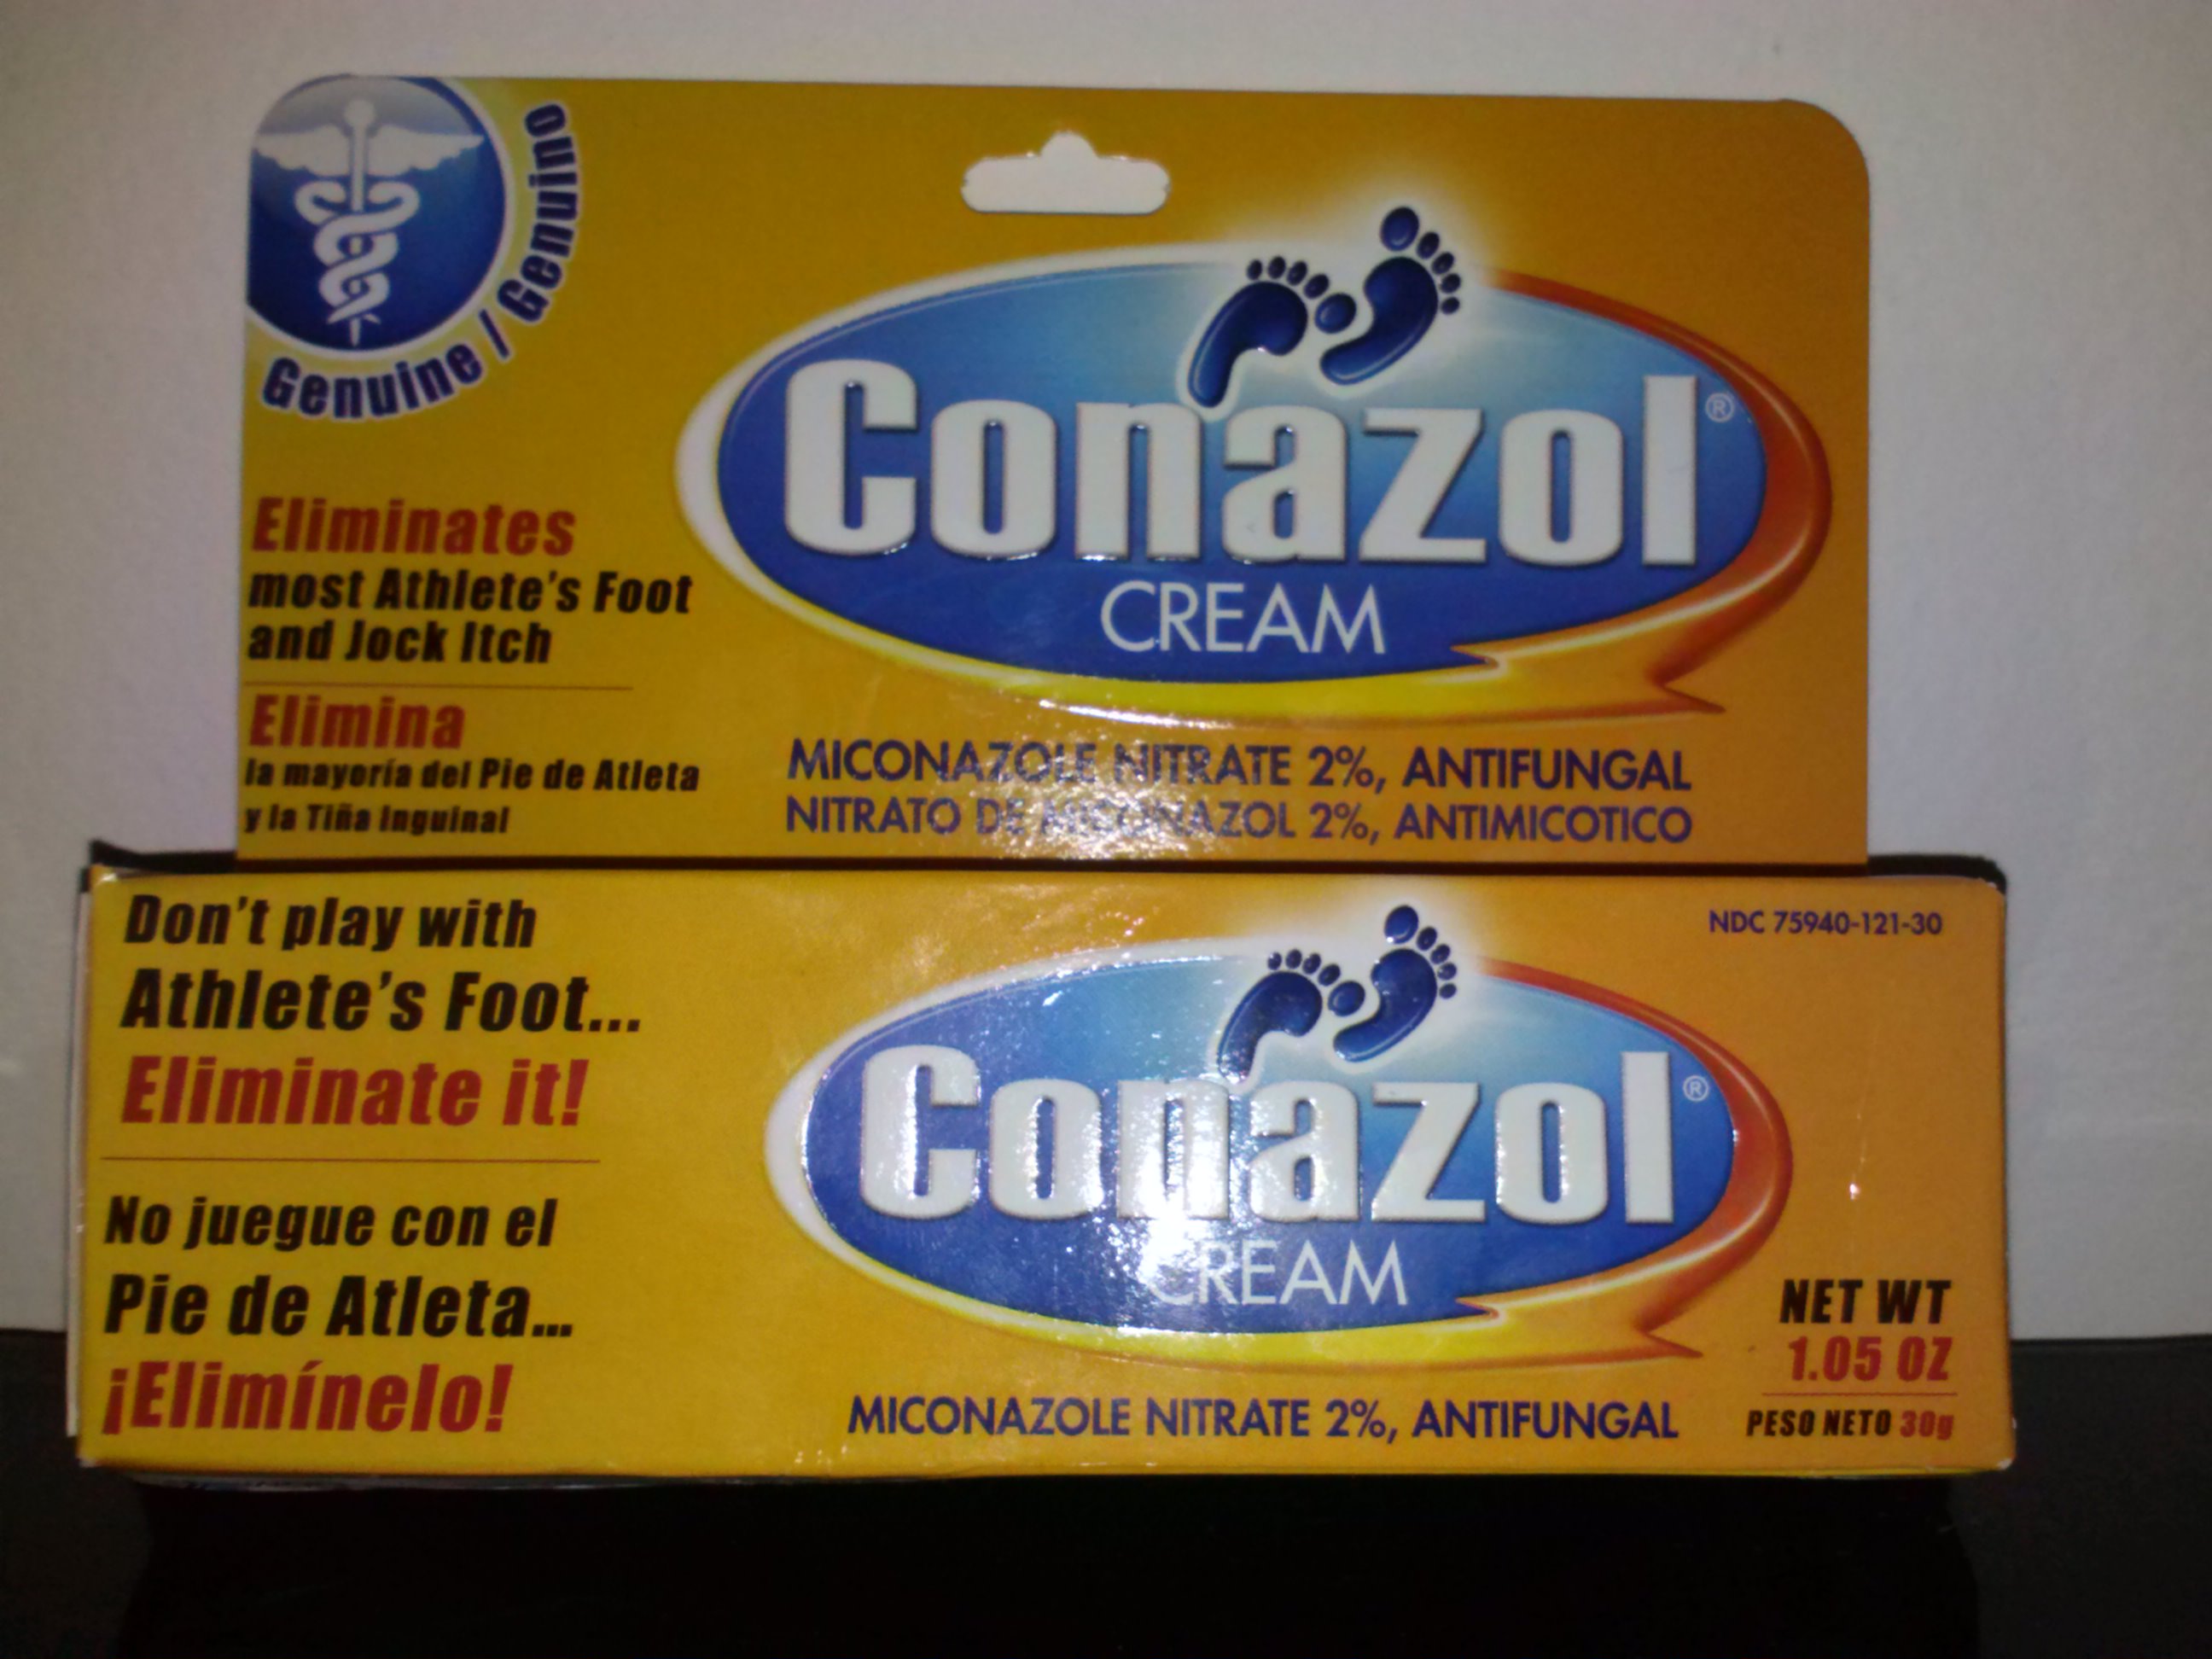 Genuine / Genuino
Eliminates
most Athlete's Foot
and Jock Itch
Elimina
la mayoría del Pie de Atleta
y la Tiña Inguinal
Conazol®
CREAM
MICONAZOLE NITRATE 2%, ANTIFUNGAL
NITRATO DE MICONAZOL 2%, ANTIMICOTICO
Don't play with
Athlete's Foot...
Eliminate it!
No juegue con el
Pie de Atleta...
¡Elimínelo!
Conazol®
CREAM
MICONAZOLE NITRATE 2%, ANTIFUNGAL
NDC 75940-121-30
NET WT
1.05 OZ
PESO NETO 30g